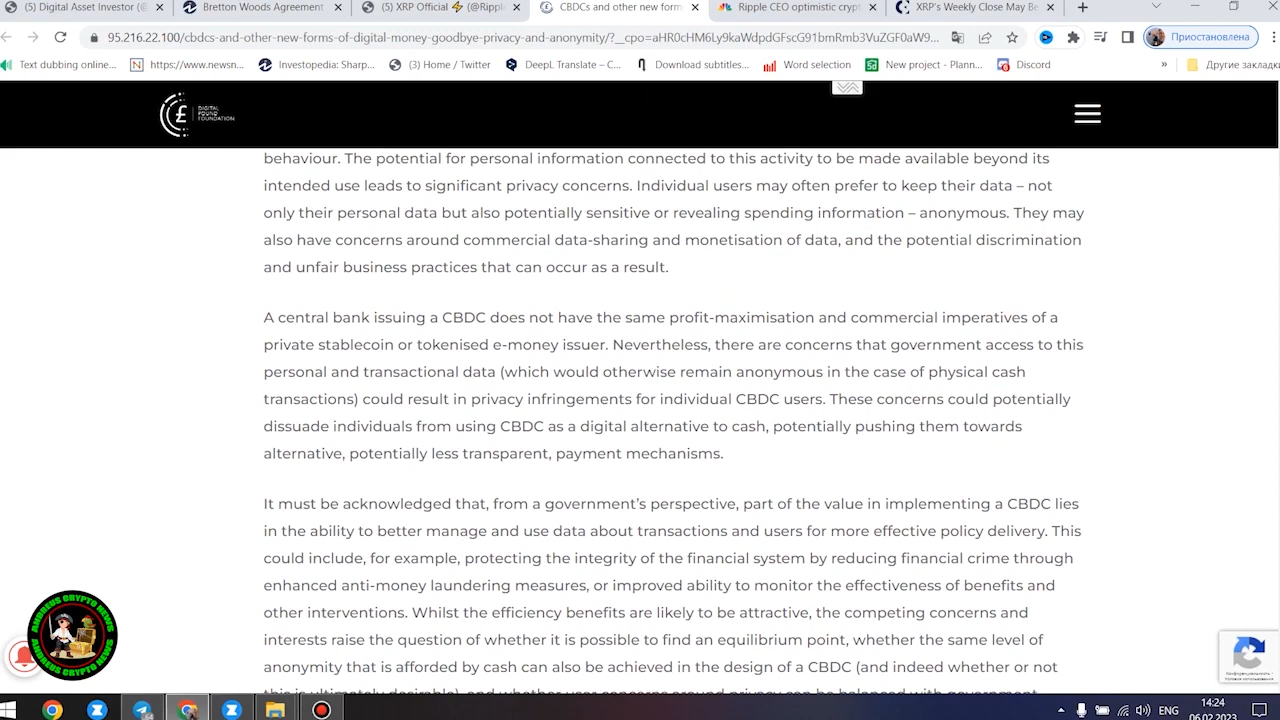 (5) Digital Asset Investor (@
Bretton Woods Agreement
(5) XRP Official ⚡ (@Ripple
CBDCs and other new form
Ripple CEO optimistic crypt
XRP's Weekly Close May Be
95.216.22.100/cbdcs-and-other-new-forms-of-digital-money-goodbye-privacy-and-anonymity/?__cpo=aHR0cHM6Ly9kaWdpdGFscG91bmRmb3VuZGF0aW9...
Приостановлена
Text dubbing online...
https://www.newsn...
Investopedia: Sharp...
(3) Home / Twitter
DeepL Translate – C...
Download subtitles...
Word selection
New project - Plann...
Discord
»
Другие закладки
DIGITAL
POUND
FOUNDATION
behaviour. The potential for personal information connected to this activity to be made available beyond its
intended use leads to significant privacy concerns. Individual users may often prefer to keep their data – not
only their personal data but also potentially sensitive or revealing spending information – anonymous. They may
also have concerns around commercial data-sharing and monetisation of data, and the potential discrimination
and unfair business practices that can occur as a result.
A central bank issuing a CBDC does not have the same profit-maximisation and commercial imperatives of a
private stablecoin or tokenised e-money issuer. Nevertheless, there are concerns that government access to this
personal and transactional data (which would otherwise remain anonymous in the case of physical cash
transactions) could result in privacy infringements for individual CBDC users. These concerns could potentially
dissuade individuals from using CBDC as a digital alternative to cash, potentially pushing them towards
alternative, potentially less transparent, payment mechanisms.
It must be acknowledged that, from a government's perspective, part of the value in implementing a CBDC lies
in the ability to better manage and use data about transactions and users for more effective policy delivery. This
could include, for example, protecting the integrity of the financial system by reducing financial crime through
enhanced anti-money laundering measures, or improved ability to monitor the effectiveness of benefits and
other interventions. Whilst the efficiency benefits are likely to be attractive, the competing concerns and
interests raise the question of whether it is possible to find an equilibrium point, whether the same level of
anonymity that is afforded by cash can also be achieved in the design of a CBDC (and indeed whether or not
ANDREUS CRYPTO NEWS
ANDREUS CRYPTO NEWS
Конфиденциальность -
Условия использования
ENG
14:24
06.02.2023